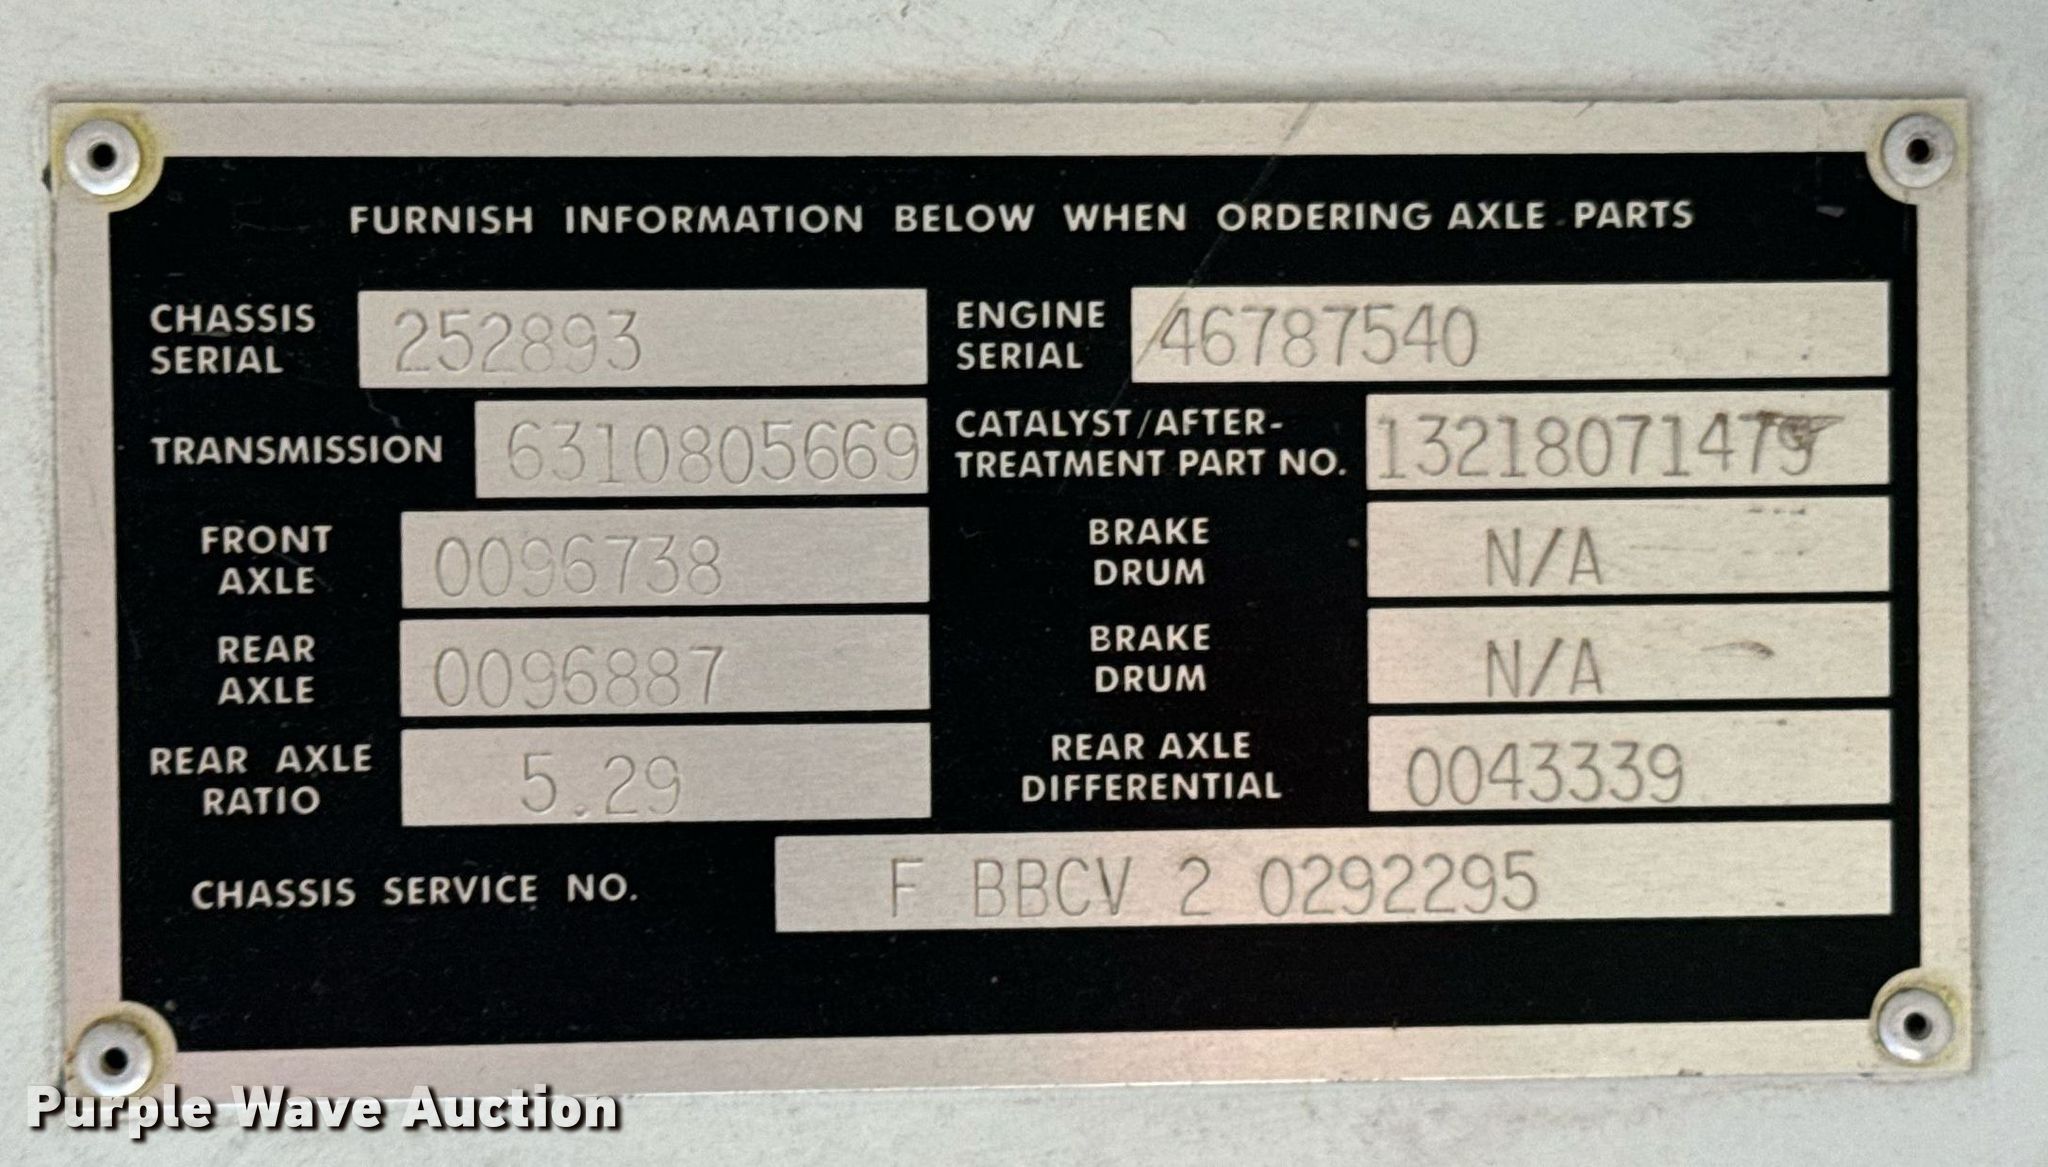 FURNISH INFORMATION BELOW WHEN ORDERING AXLE PARTS
CHASSIS SERIAL 252893
ENGINE SERIAL 46787540
TRANSMISSION 6310805669
CATALYST/AFTER-
TREATMENT PART NO. 13218071479
FRONT AXLE 0096738
BRAKE DRUM N/A
REAR AXLE 0096887
BRAKE DRUM N/A
REAR AXLE RATIO 5.29
REAR AXLE DIFFERENTIAL 0043339
CHASSIS SERVICE NO. F BBCV 2 0292295
Purple Wave Auction